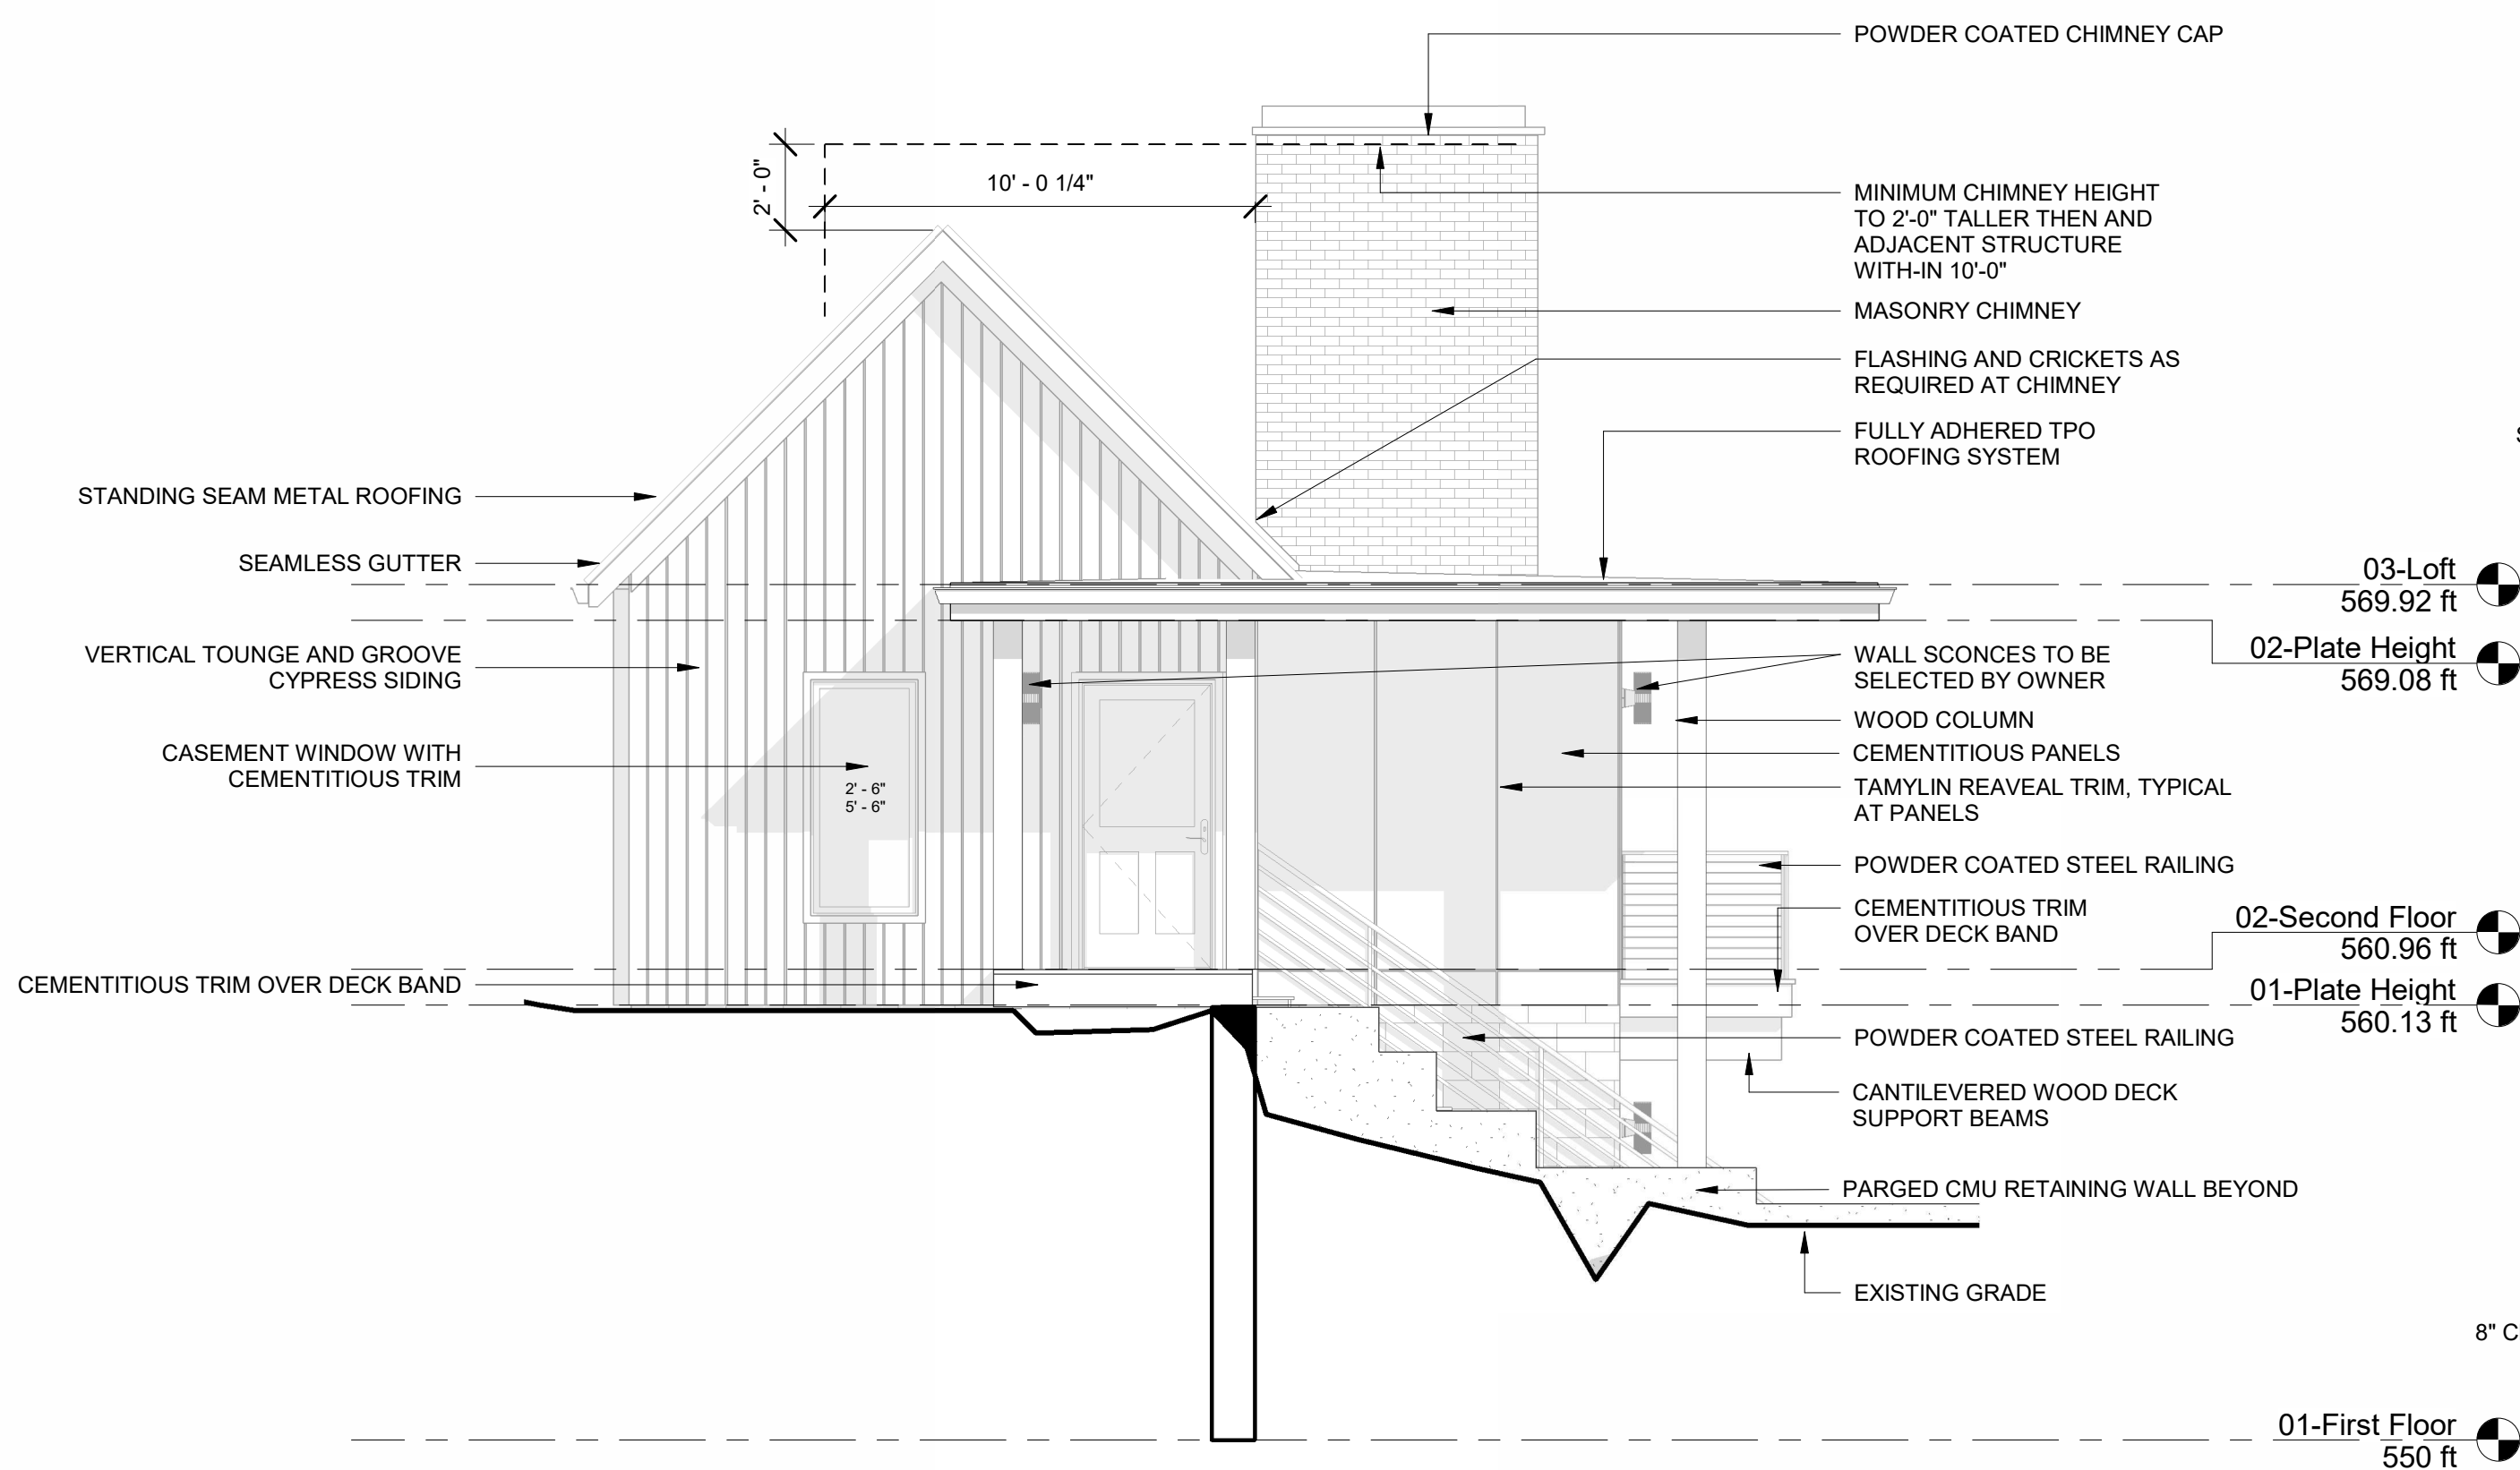 POWDER COATED CHIMNEY CAP
2' - 0"
10' - 0 1/4"
MINIMUM CHIMNEY HEIGHT
TO 2'-0" TALLER THEN AND
ADJACENT STRUCTURE
WITH-IN 10'-0"
MASONRY CHIMNEY
FLASHING AND CRICKETS AS
REQUIRED AT CHIMNEY
FULLY ADHERED TPO
ROOFING SYSTEM
STANDING SEAM METAL ROOFING
SEAMLESS GUTTER
VERTICAL TOUNGE AND GROOVE
CYPRESS SIDING
CASEMENT WINDOW WITH
CEMENTITIOUS TRIM
2' - 6"
5' - 6"
CEMENTITIOUS TRIM OVER DECK BAND
WALL SCONCES TO BE
SELECTED BY OWNER
WOOD COLUMN
CEMENTITIOUS PANELS
TAMYLIN REAVEAL TRIM, TYPICAL
AT PANELS
POWDER COATED STEEL RAILING
CEMENTITIOUS TRIM
OVER DECK BAND
POWDER COATED STEEL RAILING
CANTILEVERED WOOD DECK
SUPPORT BEAMS
PARGED CMU RETAINING WALL BEYOND
EXISTING GRADE
03-Loft
569.92 ft
02-Plate Height
569.08 ft
02-Second Floor
560.96 ft
01-Plate Height
560.13 ft
8" C
01-First Floor
550 ft